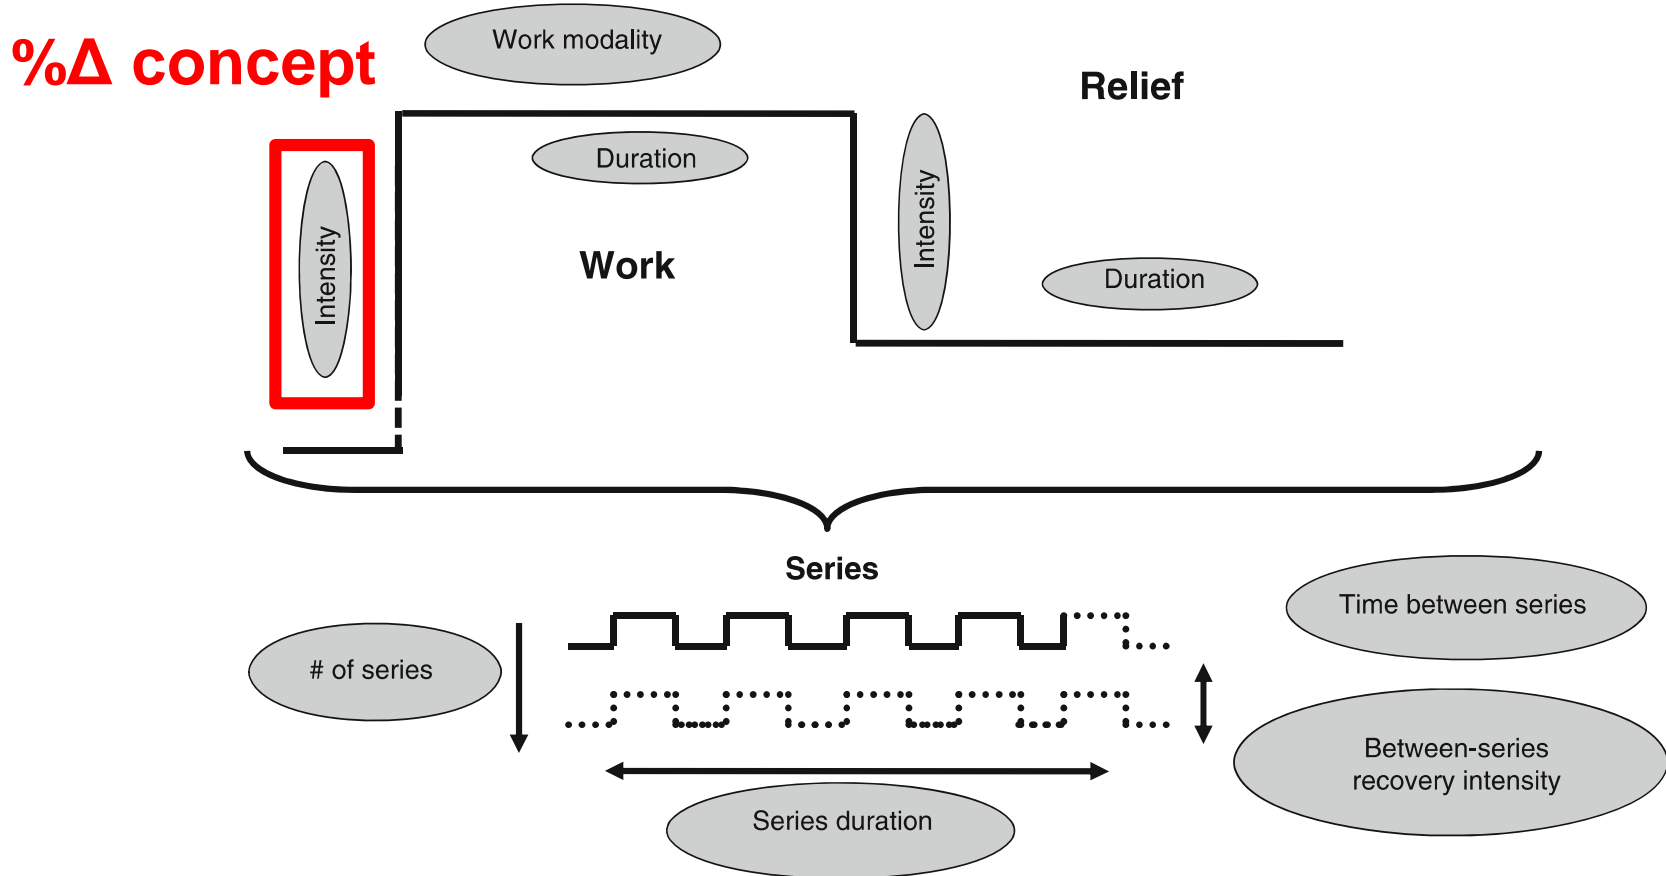 %Δ concept
Work modality
Relief
Duration
Intensity
Intensity
Work
Duration
Series
Time between series
# of series
Between-series
recovery intensity
Series duration